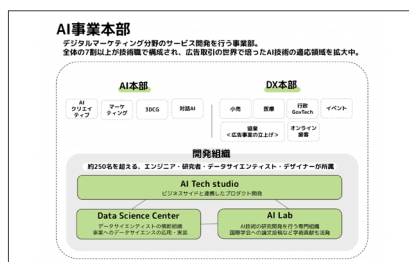 AI事業本部
デジタルマーケティング分野のサービス開発を行う事業部。
全体の7割以上が技術職で構成され、広告取引の世界で培ったAI技術の適応領域を拡大中。
AI本部
DX本部
AI
クリエイ
ティブ
マーケ
ティング
3DCG
対話AI
小売
医療
行政
GovTech
イベント
協業
<広告事業の立上げ>
オンライン
接客
開発組織
約250名を超える、エンジニア・研究者・データサイエンティスト・デザイナーが所属
AI Tech studio
ビジネスサイドと連携したプロダクト開発
Data Science Center
データサイエンティストの横断組織
事業へのデータサイエンスの応用・実装
AI Lab
AI技術の研究開発を行う専門組織
国際学会への論文投稿など学術貢献も活発